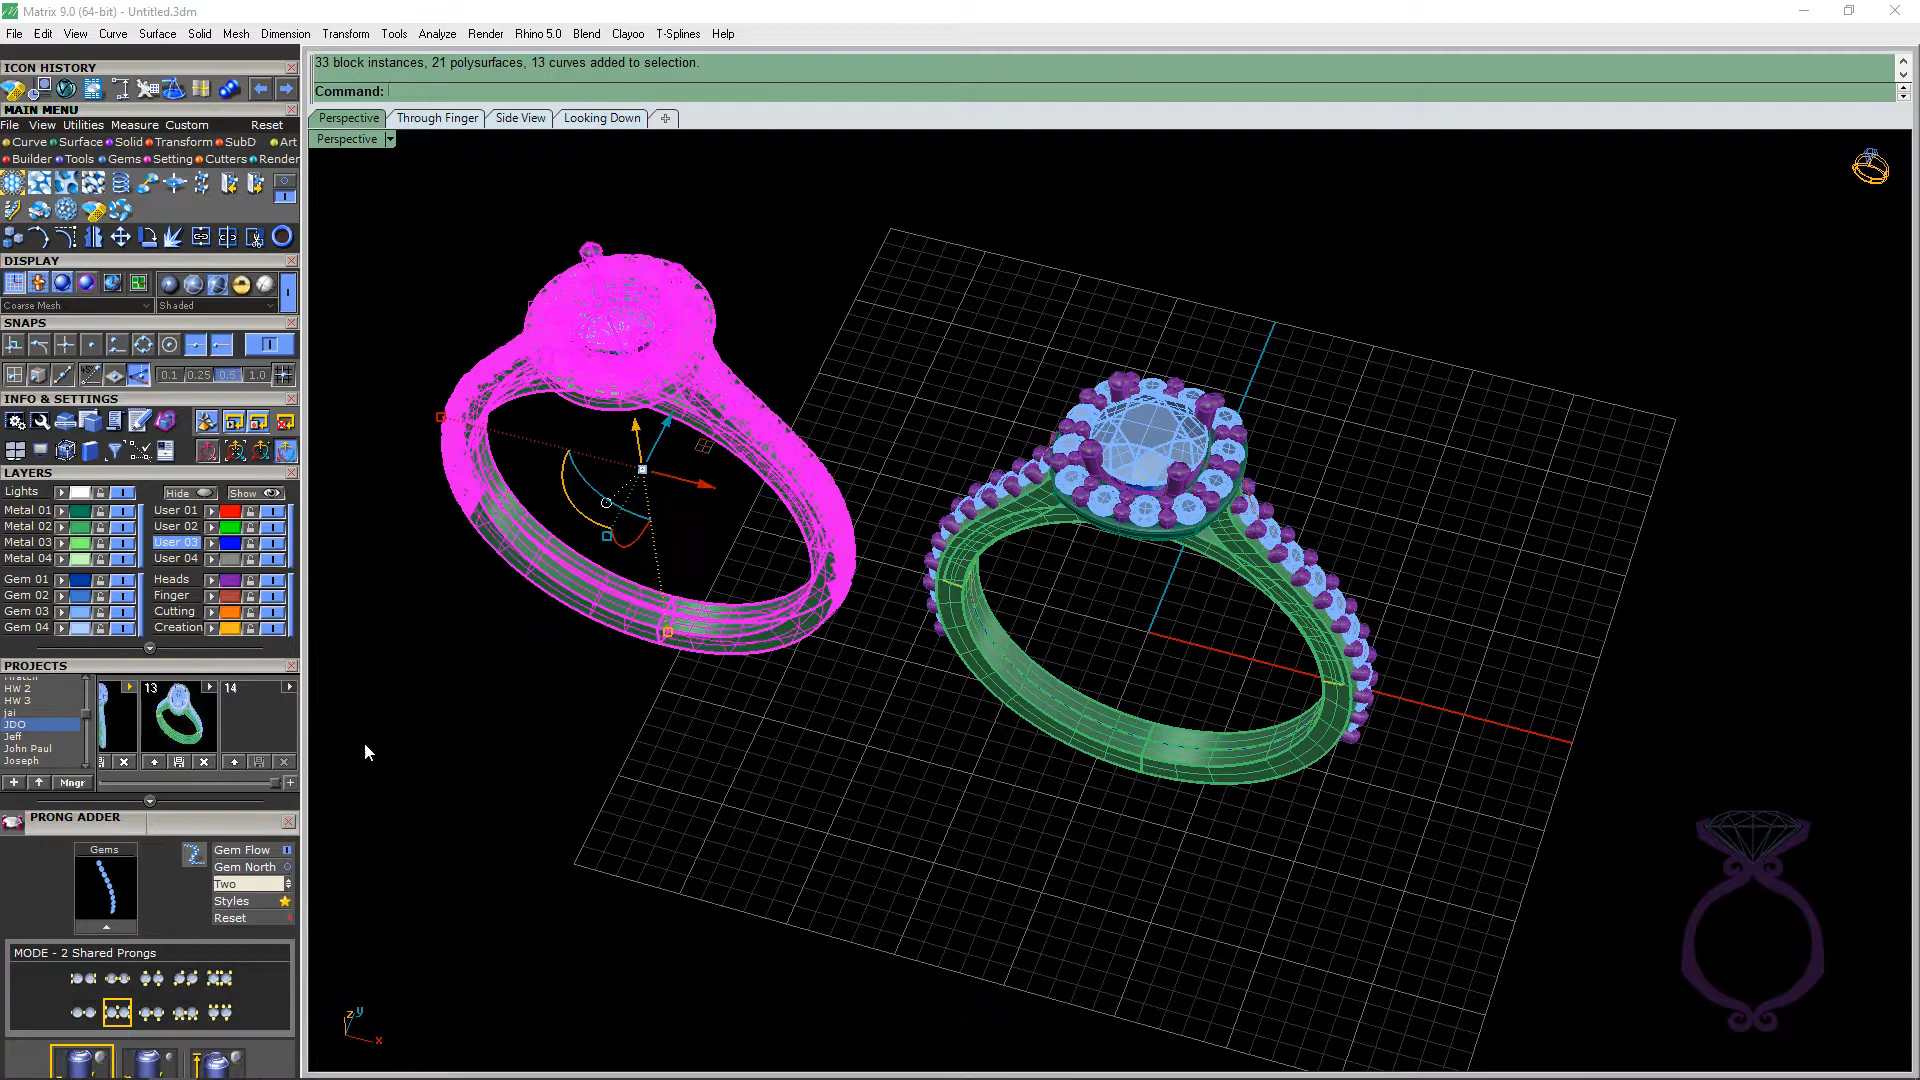 Matrix 9.0 (64-bit) - Untitled.3dm
File Edit View Curve Surface Solid Mesh Dimension Transform Tools Analyze Render Rhino 5.0 Blend Clayoo T-Splines Help
ICON HISTORY
MAIN MENU
File View Utilities Measure Custom Reset
Curve Surface Solid Transform SubD Art
Builder Tools Gems Setting Cutters Render
DISPLAY
Coarse Mesh Shaded
SNAPS
0.1 0.25 0.5 1.0
INFO & SETTINGS
LAYERS
Lights Hide Show
Metal 01 User 01
Metal 02 User 02
Metal 03 User 03
Metal 04 User 04
Gem 01 Heads
Gem 02 Finger
Gem 03 Cutting
Gem 04 Creation
PROJECTS
HW 2
HW 3
jai
JDO
Jeff
John Paul
Joseph
13 14
Mngr
PRONG ADDER
Gems
Gem Flow
Gem North
Two
Styles
Reset
MODE - 2 Shared Prongs
33 block instances, 21 polysurfaces, 13 curves added to selection.
Command:
Perspective Through Finger Side View Looking Down
Perspective
z y
x